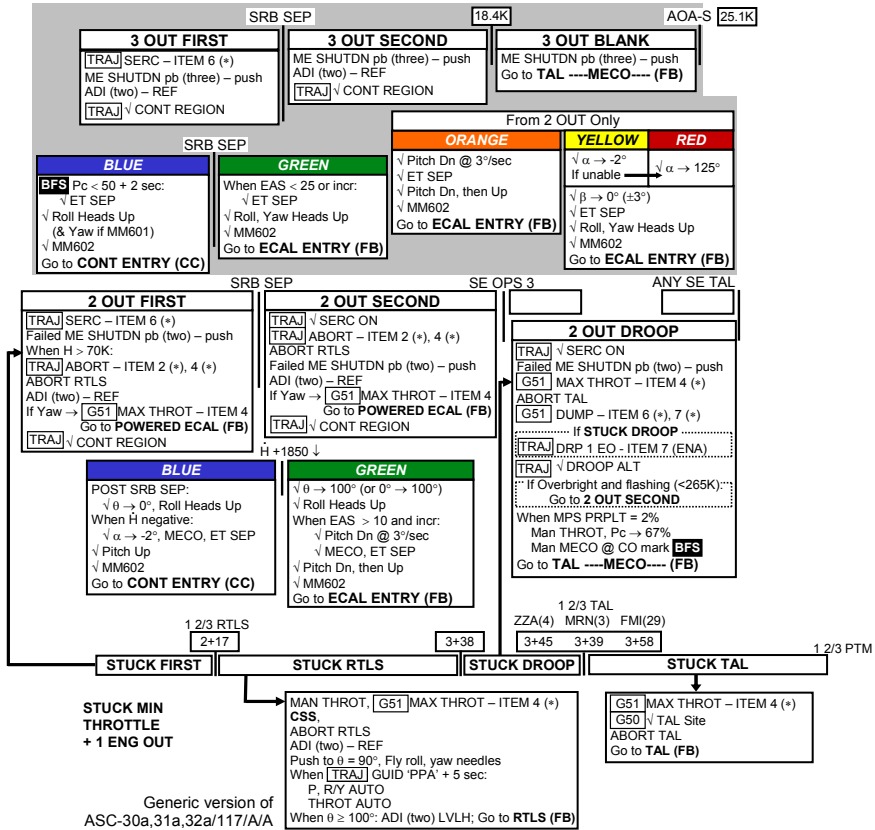 SRB SEP
18.4K
AOA-S 25.1K
3 OUT FIRST
TRAJ SERC – ITEM 6 (∗)
ME SHUTDN pb (three) – push
ADI (two) – REF
TRAJ √ CONT REGION
3 OUT SECOND
ME SHUTDN pb (three) – push
ADI (two) – REF
TRAJ √ CONT REGION
3 OUT BLANK
ME SHUTDN pb (three) – push
Go to TAL ----MECO---- (FB)
From 2 OUT Only
SRB SEP
BLUE
BFS Pc < 50 + 2 sec:
√ ET SEP
√ Roll Heads Up
(& Yaw if MM601)
√ MM602
Go to CONT ENTRY (CC)
GREEN
When EAS < 25 or incr:
√ ET SEP
√ Roll, Yaw Heads Up
√ MM602
Go to ECAL ENTRY (FB)
ORANGE
√ Pitch Dn @ 3°/sec
√ ET SEP
√ Pitch Dn, then Up
√ MM602
Go to ECAL ENTRY (FB)
YELLOW
√ α → -2°
If unable
RED
√ α → 125°
√ β → 0° (±3°)
√ ET SEP
√ Roll, Yaw Heads Up
√ MM602
Go to ECAL ENTRY (FB)
SRB SEP
SE OPS 3
ANY SE TAL
2 OUT FIRST
TRAJ SERC – ITEM 6 (∗)
Failed ME SHUTDN pb (two) – push
When H > 70K:
TRAJ ABORT – ITEM 2 (∗), 4 (∗)
ABORT RTLS
ADI (two) – REF
If Yaw → G51 MAX THROT – ITEM 4
Go to POWERED ECAL (FB)
TRAJ √ CONT REGION
2 OUT SECOND
TRAJ √ SERC ON
TRAJ ABORT – ITEM 2 (∗), 4 (∗)
ABORT RTLS
Failed ME SHUTDN pb (two) – push
ADI (two) – REF
If Yaw → G51 MAX THROT – ITEM 4
Go to POWERED ECAL (FB)
TRAJ √ CONT REGION
2 OUT DROOP
TRAJ √ SERC ON
Failed ME SHUTDN pb (two) – push
G51 MAX THROT – ITEM 4 (∗)
ABORT TAL
G51 DUMP – ITEM 6 (∗), 7 (∗)
If STUCK DROOP
TRAJ DRP 1 EO - ITEM 7 (ENA)
TRAJ √ DROOP ALT
If Overbright and flashing (<265K):
Go to 2 OUT SECOND
When MPS PRPLT = 2%
Man THROT, Pc → 67%
Man MECO @ CO mark BFS
Go to TAL ----MECO---- (FB)
Ḣ +1850 ↓
BLUE
POST SRB SEP:
√ θ → 0°, Roll Heads Up
When Ḣ negative:
√ α → -2°, MECO, ET SEP
√ Pitch Up
√ MM602
Go to CONT ENTRY (CC)
GREEN
√ θ → 100° (or 0° → 100°)
√ Roll Heads Up
When EAS > 10 and incr:
√ Pitch Dn @ 3°/sec
√ MECO, ET SEP
√ Pitch Dn, then Up
√ MM602
Go to ECAL ENTRY (FB)
1 2/3 RTLS
2+17
3+38
1 2/3 TAL
ZZA(4) MRN(3) FMI(29)
3+45 3+39 3+58
1 2/3 PTM
STUCK FIRST
STUCK RTLS
STUCK DROOP
STUCK TAL
STUCK MIN
THROTTLE
+ 1 ENG OUT
MAN THROT, G51 MAX THROT – ITEM 4 (∗)
CSS,
ABORT RTLS
ADI (two) – REF
Push to θ = 90°, Fly roll, yaw needles
When TRAJ GUID 'PPA' + 5 sec:
P, R/Y AUTO
THROT AUTO
When θ ≥ 100°: ADI (two) LVLH; Go to RTLS (FB)
G51 MAX THROT – ITEM 4 (∗)
G50 √ TAL Site
ABORT TAL
Go to TAL (FB)
Generic version of
ASC-30a,31a,32a/117/A/A